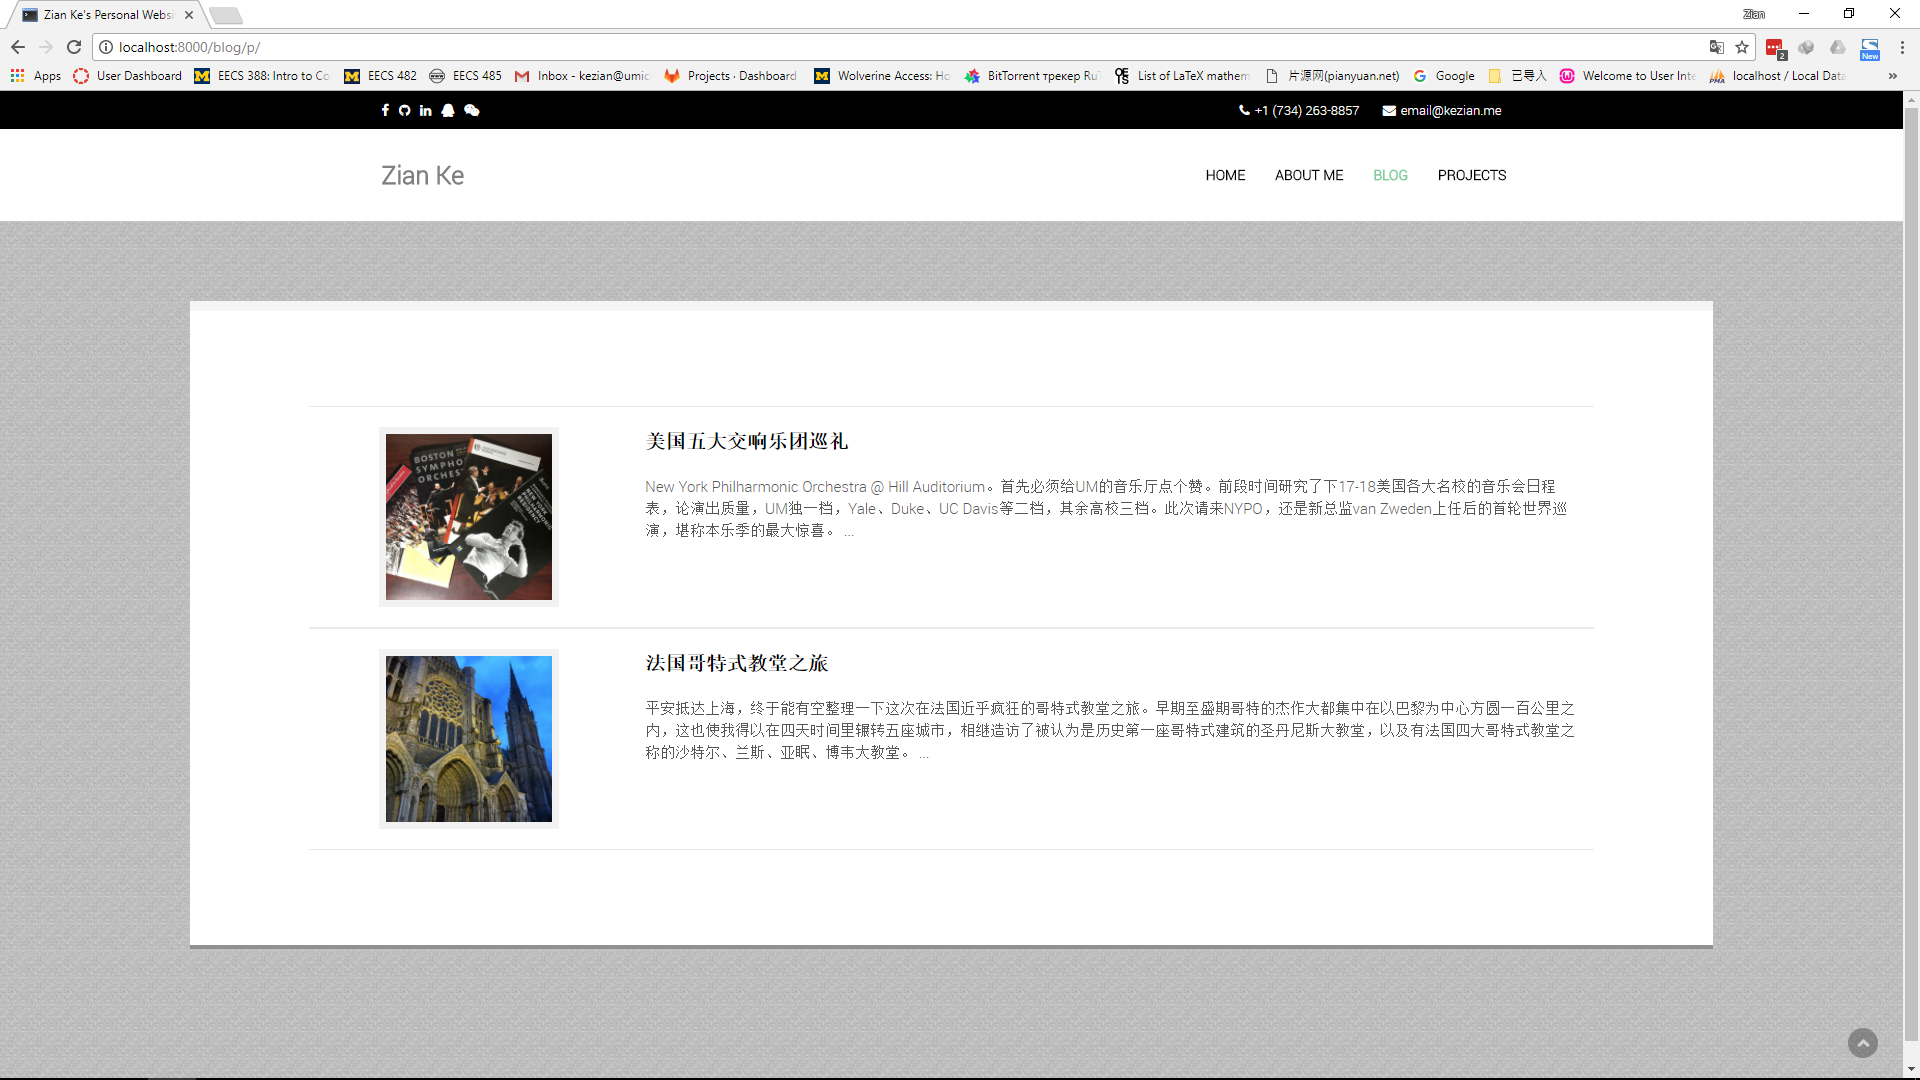 Zian Ke's Personal Webs
Zian
localhost:8000/blog/p/
2
New
Apps
User Dashboard
EECS 388: Intro to Co
EECS 482
EECS 485
Inbox - kezian@umic
Projects · Dashboard
Wolverine Access: Ho
BitTorrent трекер RuT
List of LaTeX mathem
片源网(pianyuan.net)
Google
已导入
Welcome to User Inte
localhost / Local Data
+1 (734) 263-8857
email@kezian.me
Zian Ke
HOME
ABOUT ME
BLOG
PROJECTS
BOSTON
SYMPHO
ORCHES
美国五大交响乐团巡礼
New York Philharmonic Orchestra @ Hill Auditorium。首先必须给UM的音乐厅点个赞。前段时间研究了下17-18美国各大名校的音乐会日程
表，论演出质量，UM独一档，Yale、Duke、UC Davis等二档，其余高校三档。此次请来NYPO，还是新总监van Zweden上任后的首轮世界巡
演，堪称本乐季的最大惊喜。 ...
法国哥特式教堂之旅
平安抵达上海，终于能有空整理一下这次在法国近乎疯狂的哥特式教堂之旅。早期至盛期哥特的杰作大都集中在以巴黎为中心方圆一百公里之
内，这也使我得以在四天时间里辗转五座城市，相继造访了被认为是历史第一座哥特式建筑的圣丹尼斯大教堂，以及有法国四大哥特式教堂之
称的沙特尔、兰斯、亚眠、博韦大教堂。 ...